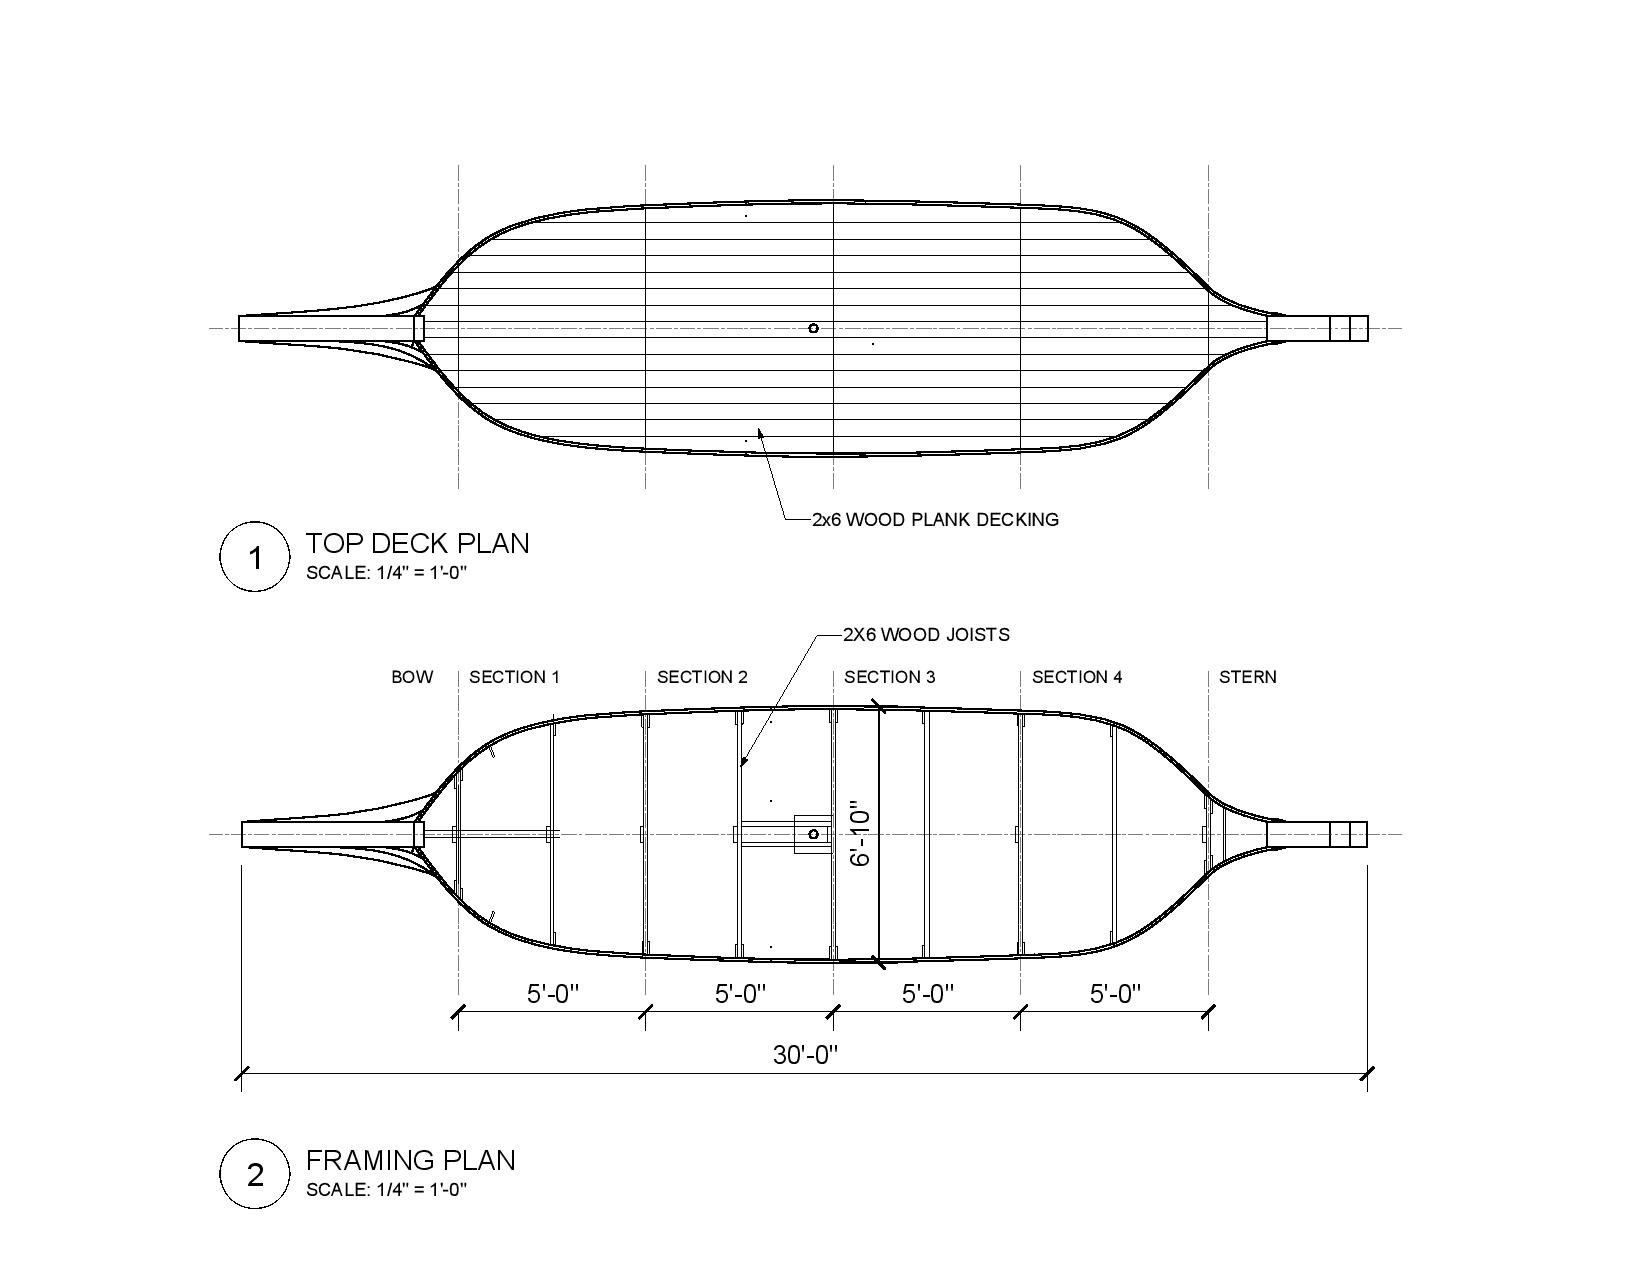 2x6 WOOD PLANK DECKING
1
TOP DECK PLAN
SCALE: 1/4" = 1'-0"
2X6 WOOD JOISTS
BOW
SECTION 1
SECTION 2
SECTION 3
SECTION 4
STERN
6'-10"
5'-0"
5'-0"
5'-0"
5'-0"
30'-0"
2
FRAMING PLAN
SCALE: 1/4" = 1'-0"